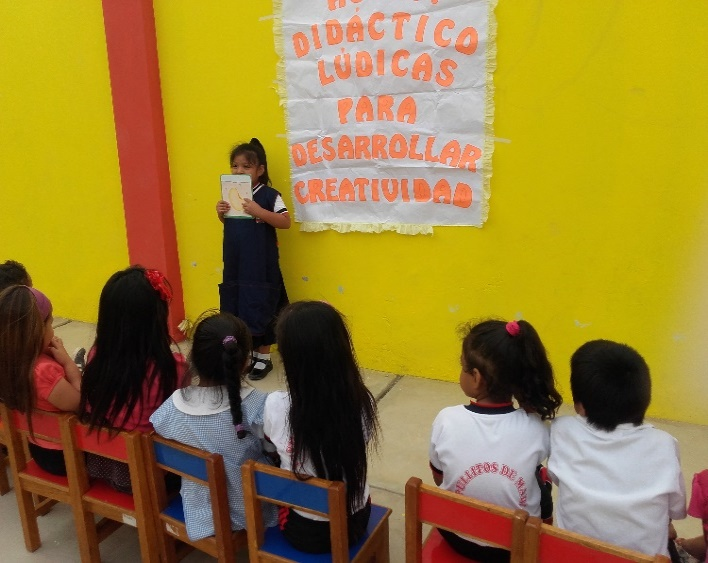 DIDÁCTICO
LÚDICAS
PARA
DESARROLLAR
CREATIVIDAD